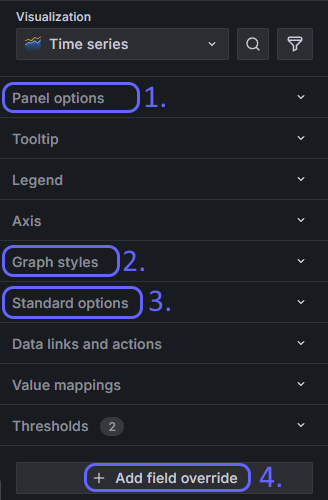 Visualization
Time series
Panel options 1.
Tooltip
Legend
Axis
Graph styles 2.
Standard options 3.
Data links and actions
Value mappings
Thresholds 2
+ Add field override 4.